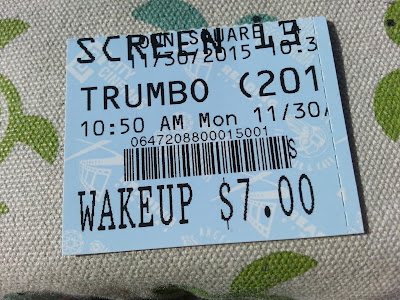 SCREEN 13
11/30/2015 10:3
TRUMBO (201
10:50 AM Mon 11/30/
0647208800015001
WAKEUP $7.00